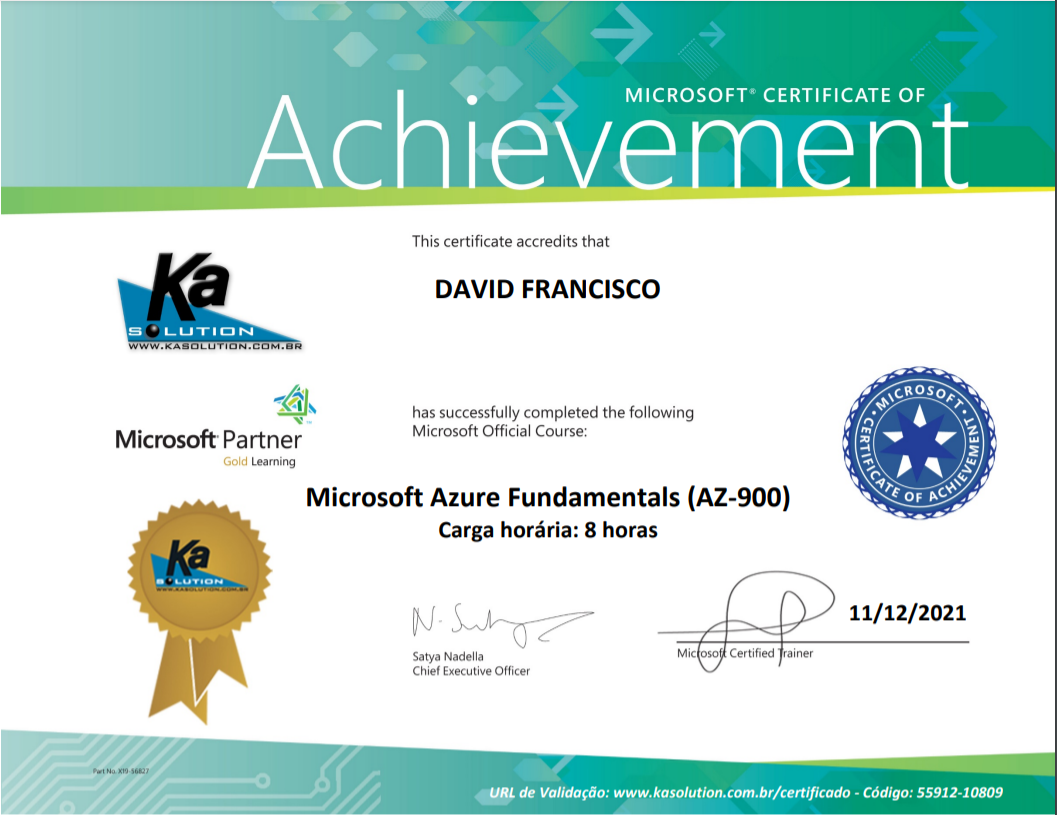 MICROSOFT® CERTIFICATE OF
Achievement
This certificate accredits that
DAVID FRANCISCO
Ka
SOLUTION
WWW.KASOLUTION.COM.BR
Microsoft Partner
Gold Learning
has successfully completed the following
Microsoft Official Course:
MICROSOFT • CERTIFICATE OF ACHIEVEMENT •
Microsoft Azure Fundamentals (AZ-900)
Carga horária: 8 horas
Ka
SOLUTION
WWW.KASOLUTION.COM.BR
11/12/2021
Satya Nadella
Chief Executive Officer
Microsoft Certified Trainer
Part No. X19-56827
URL de Validação: www.kasolution.com.br/certificado - Código: 55912-10809